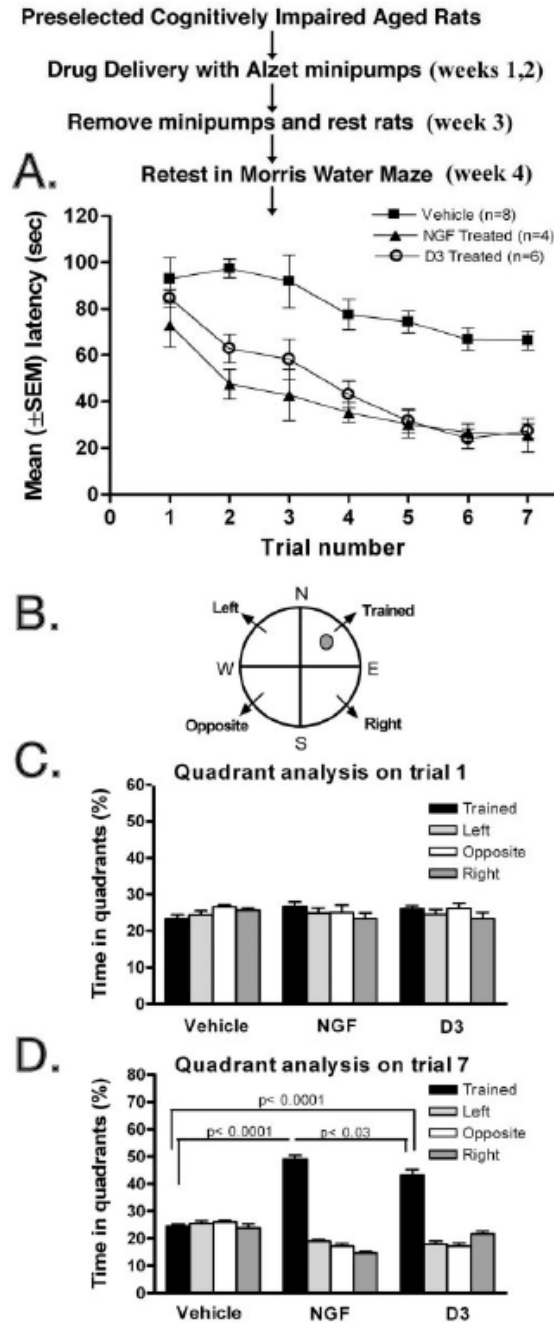 Preselected Cognitively Impaired Aged Rats
Drug Delivery with Alzet minipumps (weeks 1,2)
Remove minipumps and rest rats (week 3)
Retest in Morris Water Maze (week 4)
A.
Vehicle (n=8)
NGF Treated (n=4)
D3 Treated (n=6)
Mean (±SEM) latency (sec)
120
100
80
60
40
20
0
0 1 2 3 4 5 6 7
Trial number
B.
N
Left
Trained
W
E
Opposite
Right
S
C.
Quadrant analysis on trial 1
Trained
Left
Opposite
Right
Time in quadrants (%)
60
50
40
30
20
10
0
Vehicle NGF D3
D.
Quadrant analysis on trial 7
Trained
Left
Opposite
Right
p< 0.0001
p< 0.0001
p< 0.03
Time in quadrants (%)
80
70
60
50
40
30
20
10
0
Vehicle NGF D3